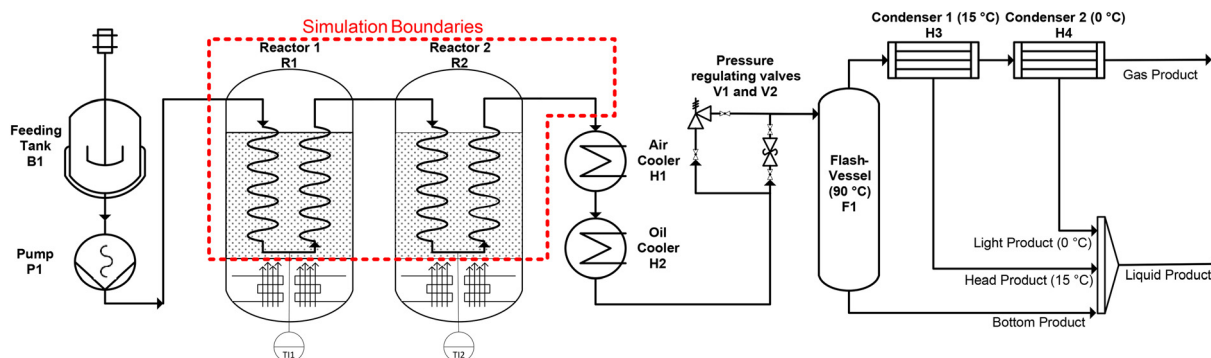 Simulation Boundaries
Reactor 1
R1
Reactor 2
R2
Feeding
Tank
B1
Pump
P1
TI1
TI2
Air
Cooler
H1
Oil
Cooler
H2
Pressure
regulating valves
V1 and V2
Flash-
Vessel
(90 °C)
F1
Condenser 1 (15 °C)
H3
Condenser 2 (0 °C)
H4
Gas Product
Light Product (0 °C)
Head Product (15 °C)
Liquid Product
Bottom Product